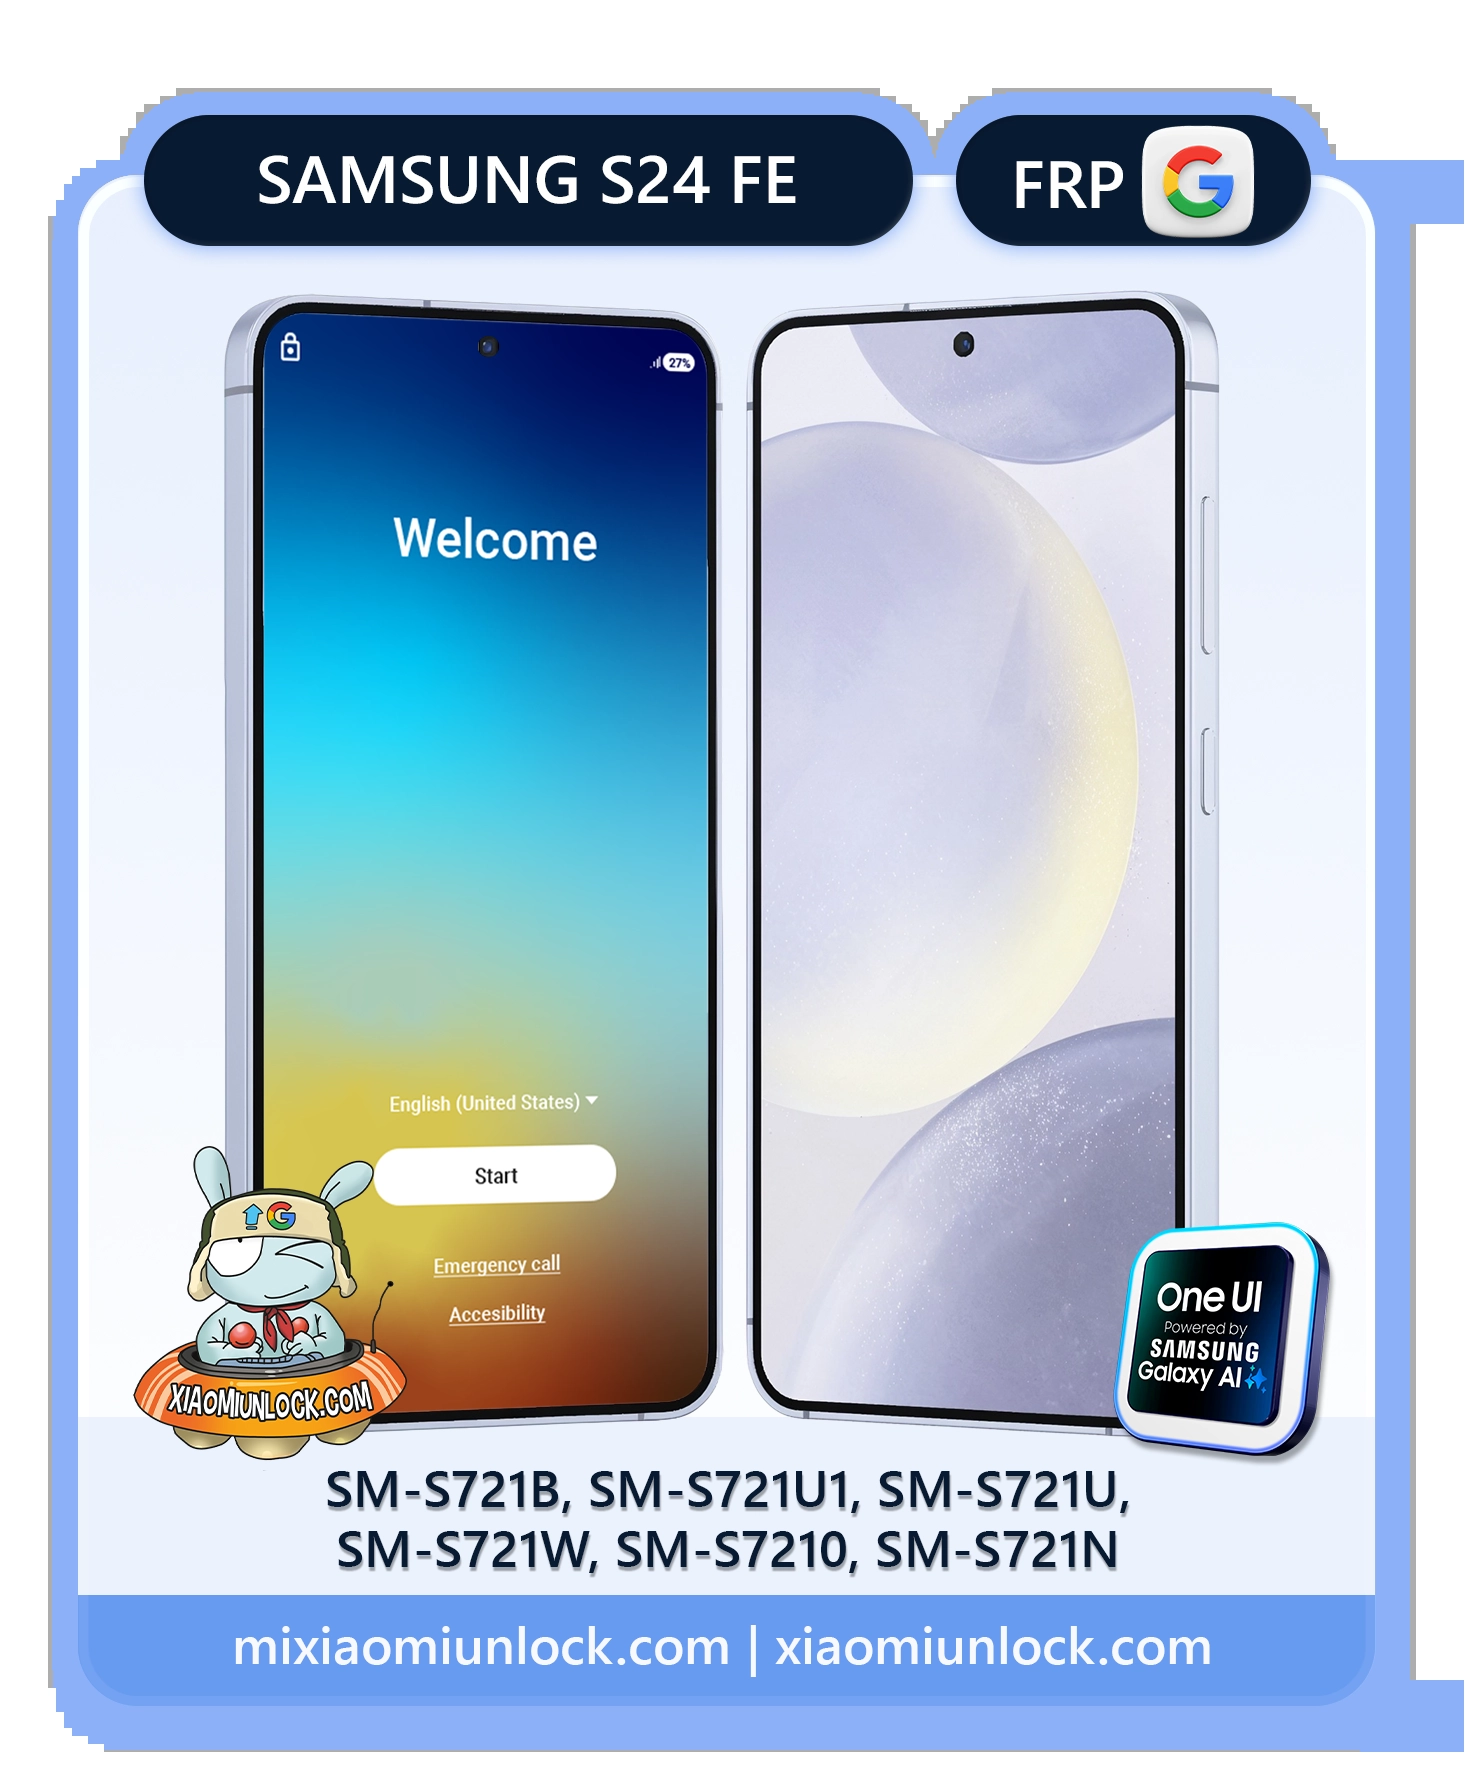 SAMSUNG S24 FE
FRP
27%
Welcome
English (United States)
Start
Emergency call
Accesibility
G
XIAOMIUNLOCK.COM
One UI
Powered by
SAMSUNG
Galaxy AI
SM-S721B, SM-S721U1, SM-S721U,
SM-S721W, SM-S7210, SM-S721N
mixiaomiunlock.com | xiaomiunlock.com